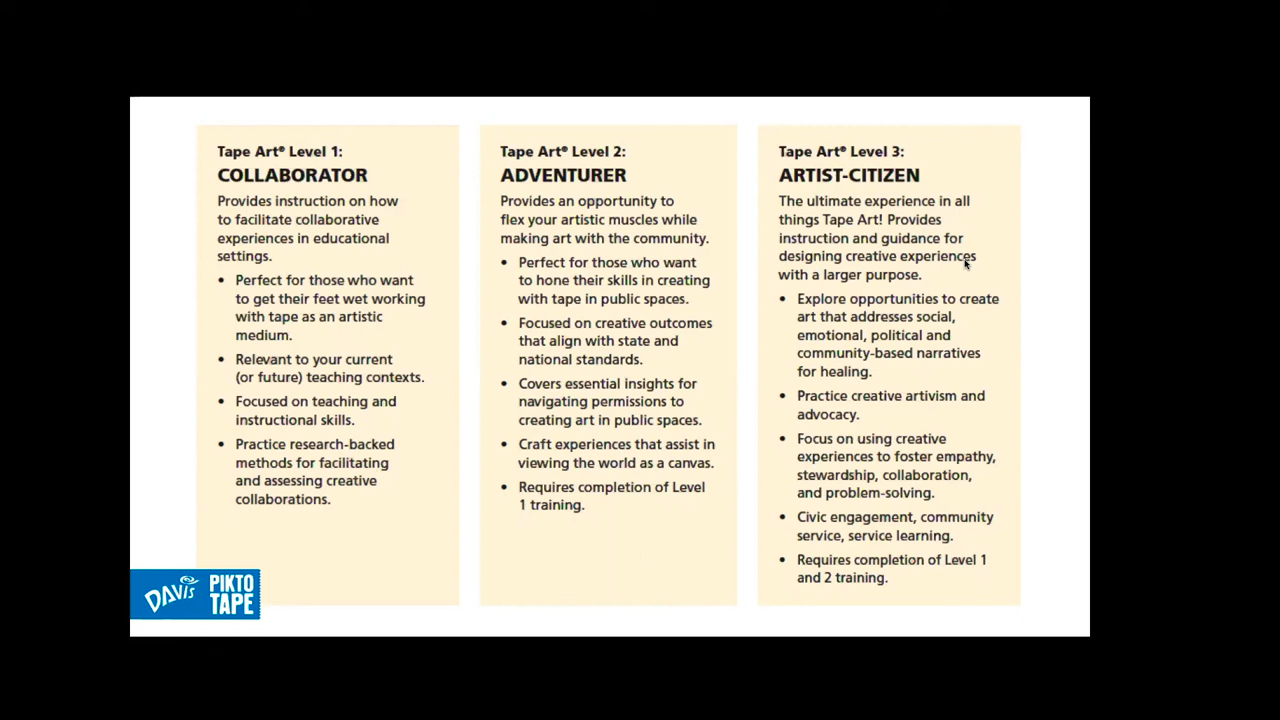 Tape Art® Level 1:
COLLABORATOR
Provides instruction on how
to facilitate collaborative
experiences in educational
settings.
• Perfect for those who want
to get their feet wet working
with tape as an artistic
medium.
• Relevant to your current
(or future) teaching contexts.
• Focused on teaching and
instructional skills.
• Practice research-backed
methods for facilitating
and assessing creative
collaborations.
Tape Art® Level 2:
ADVENTURER
Provides an opportunity to
flex your artistic muscles while
making art with the community.
• Perfect for those who want
to hone their skills in creating
with tape in public spaces.
• Focused on creative outcomes
that align with state and
national standards.
• Covers essential insights for
navigating permissions to
creating art in public spaces.
• Craft experiences that assist in
viewing the world as a canvas.
• Requires completion of Level
1 training.
Tape Art® Level 3:
ARTIST-CITIZEN
The ultimate experience in all
things Tape Art! Provides
instruction and guidance for
designing creative experiences
with a larger purpose.
• Explore opportunities to create
art that addresses social,
emotional, political and
community-based narratives
for healing.
• Practice creative artivism and
advocacy.
• Focus on using creative
experiences to foster empathy,
stewardship, collaboration,
and problem-solving.
• Civic engagement, community
service, service learning.
• Requires completion of Level 1
and 2 training.
DAVIS
PIKTO
TAPE